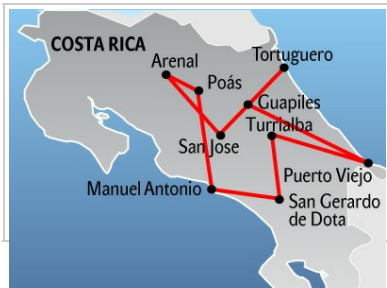 COSTA RICA
Arenal
Tortuguero
Poás
Guapiles
Turrialba
San Jose
Puerto Viejo
Manuel Antonio
San Gerardo
de Dota